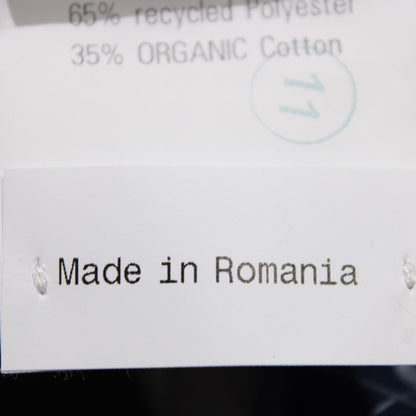 65% recycled Polyester
35% ORGANIC Cotton
11
Made in Romania